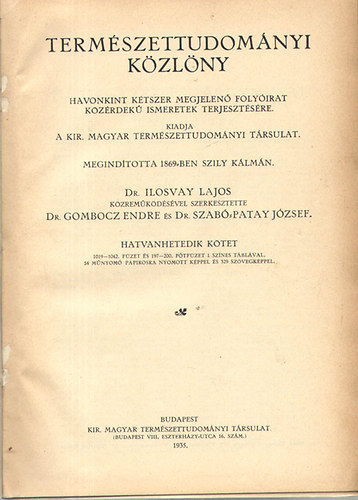 TERMÉSZETTUDOMÁNYI
KÖZLÖNY
HAVONKINT KÉTSZER MEGJELENŐ FOLYÓIRAT
KÖZÉRDEKŰ ISMERETEK TERJESZTÉSÉRE.
KIADJA
A KIR. MAGYAR TERMÉSZETTUDOMÁNYI TÁRSULAT.
MEGINDÍTOTTA 1869-BEN SZILY KÁLMÁN.
DR. ILOSVAY LAJOS
KÖZREMŰKÖDÉSÉVEL SZERKESZTETTE
DR. GOMBOCZ ENDRE ÉS DR. SZABÓ-PATAY JÓZSEF.
HATVANHETEDIK KÖTET
1019—1042. FÜZET ÉS 197—200. PÓTFÜZET 1 SZÍNES TÁBLÁVAL,
24 MŰNYOMÓ PAPIROSRA NYOMOTT KÉPPEL ÉS 329 SZÖVEGKÉPPEL.
BUDAPEST
KIR. MAGYAR TERMÉSZETTUDOMÁNYI TÁRSULAT
(BUDAPEST VIII, ESZTERHÁZY-UTCA 16. SZÁM.)
1935.